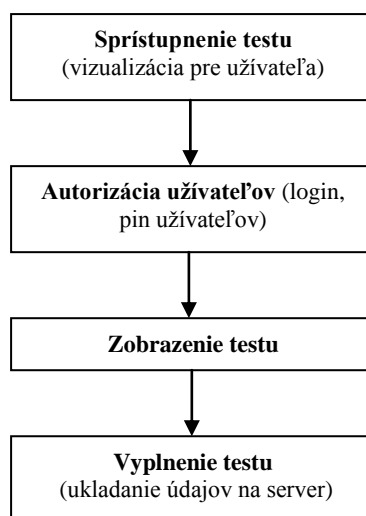 Sprístupnenie testu
(vizualizácia pre užívateľa)
Autorizácia užívateľov (login,
pin užívateľov)
Zobrazenie testu
Vyplnenie testu
(ukladanie údajov na server)